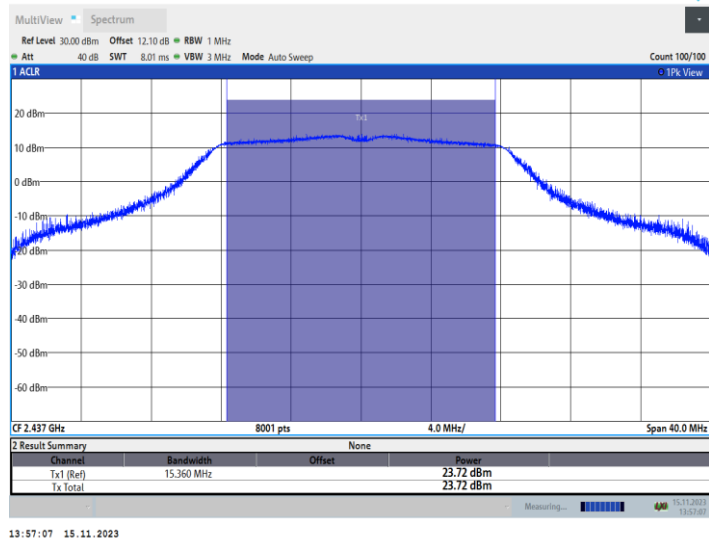 MultiView Spectrum
Ref Level 30.00 dBm Offset 12.10 dB RBW 1 MHz
Att 40 dB SWT 8.01 ms VBW 3 MHz Mode Auto Sweep Count 100/100
1 ACLR 1Pk View
Tx1
20 dBm
10 dBm
0 dBm
-10 dBm
-20 dBm
-30 dBm
-40 dBm
-50 dBm
-60 dBm
CF 2.437 GHz 8001 pts 4.0 MHz/ Span 40.0 MHz
2 Result Summary None
Channel Bandwidth Offset Power
Tx1 (Ref) 15.360 MHz 23.72 dBm
Tx Total 23.72 dBm
Measuring... 15.11.2023
13:57:07
13:57:07 15.11.2023